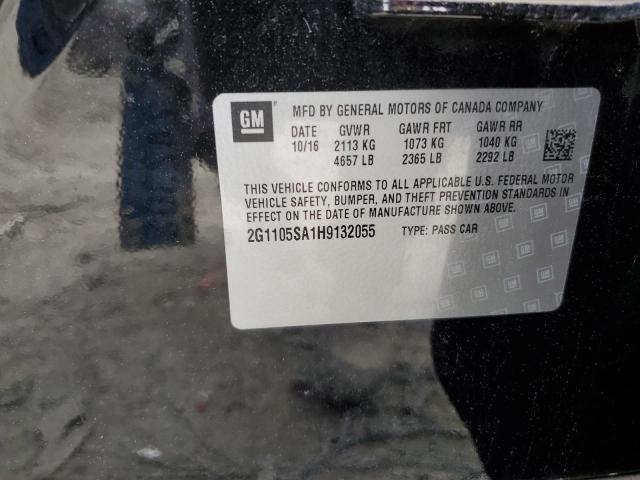 GM
MFD BY GENERAL MOTORS OF CANADA COMPANY
DATE GVWR GAWR FRT GAWR RR
10/16 2113 KG 1073 KG 1040 KG
4657 LB 2365 LB 2292 LB
THIS VEHICLE CONFORMS TO ALL APPLICABLE U.S. FEDERAL MOTOR
VEHICLE SAFETY, BUMPER, AND THEFT PREVENTION STANDARDS IN
EFFECT ON THE DATE OF MANUFACTURE SHOWN ABOVE.
2G1105SA1H9132055 TYPE: PASS CAR